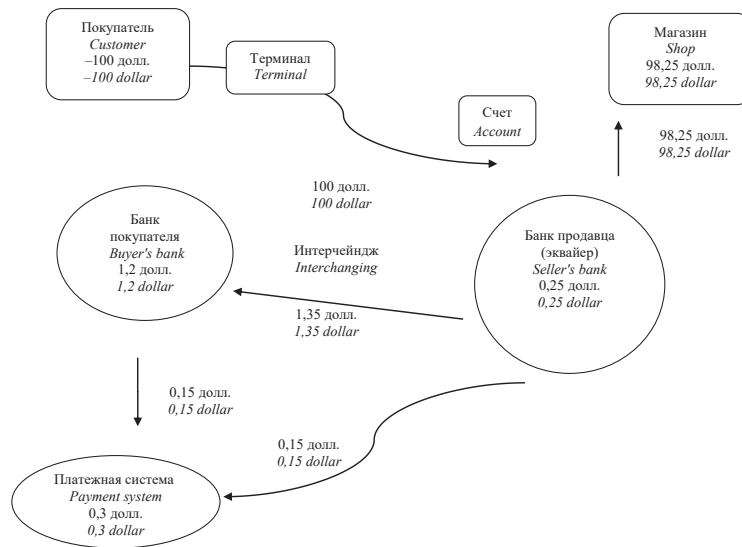 Покупатель
Customer
–100 долл.
–100 dollar
Терминал
Terminal
Магазин
Shop
98,25 долл.
98,25 dollar
Счет
Account
98,25 долл.
98,25 dollar
100 долл.
100 dollar
Банк
покупателя
Buyer's bank
1,2 долл.
1,2 dollar
Интерчейндж
Interchanging
Банк продавца
(эквайер)
Seller's bank
0,25 долл.
0,25 dollar
1,35 долл.
1,35 dollar
0,15 долл.
0,15 dollar
0,15 долл.
0,15 dollar
Платежная система
Payment system
0,3 долл.
0,3 dollar